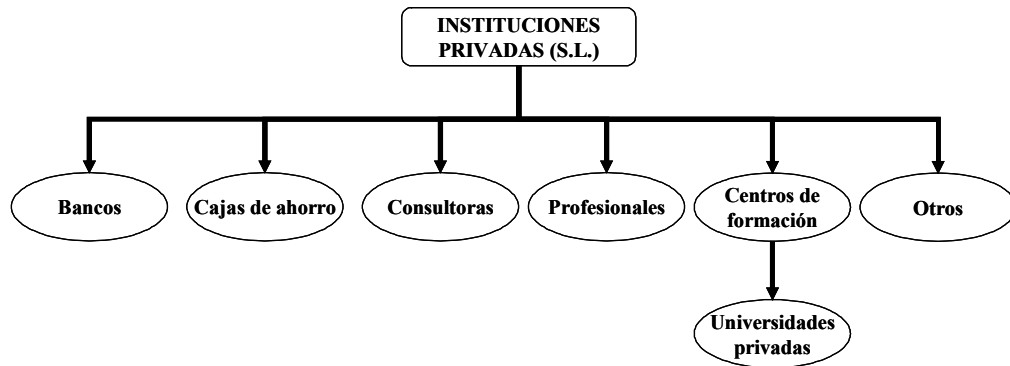 INSTITUCIONES
PRIVADAS (S.L.)
Bancos
Cajas de ahorro
Consultoras
Profesionales
Centros de
formación
Otros
Universidades
privadas